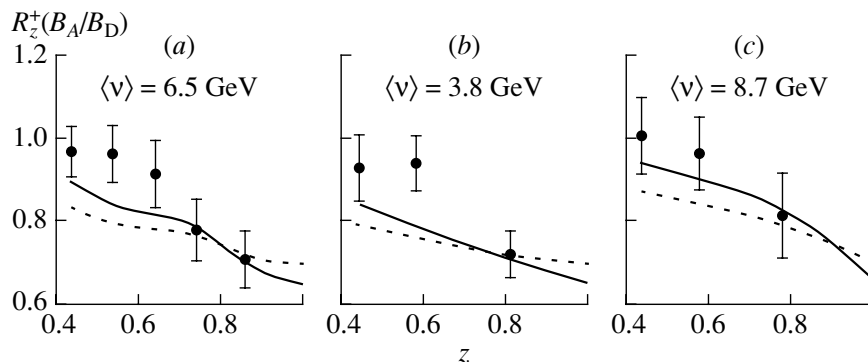 R_z^+(B_A/B_D)
(a) (b) (c)
1.2
⟨ν⟩ = 6.5 GeV ⟨ν⟩ = 3.8 GeV ⟨ν⟩ = 8.7 GeV
1.0
0.8
0.6
0.4 0.6 0.8 0.4 0.6 0.8 0.4 0.6 0.8
z